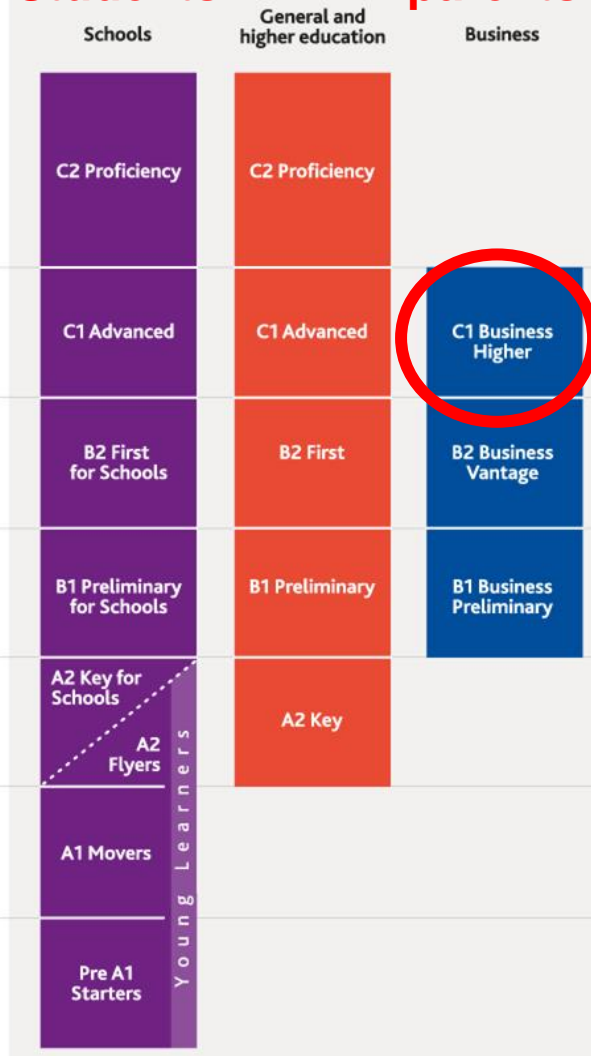 Schools
General and
higher education
Business
C2 Proficiency
C2 Proficiency
C1 Advanced
C1 Advanced
C1 Business
Higher
B2 First
for Schools
B2 First
B2 Business
Vantage
B1 Preliminary
for Schools
B1 Preliminary
B1 Business
Preliminary
A2 Key for
Schools
A2
Flyers
A2 Key
A1 Movers
Pre A1
Starters
Young Learners